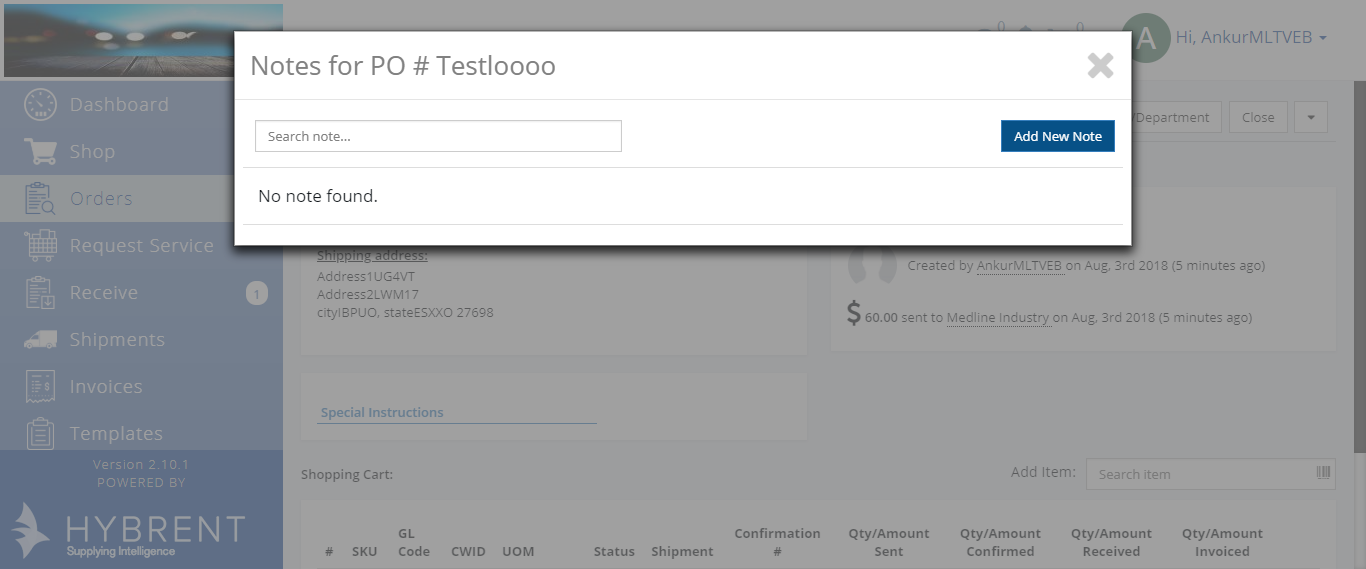 A
Hi, AnkurMLTVEB
Notes for PO # Testloooo
Search note...
Add New Note
No note found.
Dashboard
Shop
Orders
Request Service
Receive
1
Shipments
Invoices
Templates
Version 2.10.1
POWERED BY
HYBRENT
Supplying Intelligence
/Department
Close
Shipping address:
Address1UG4VT
Address2LWM17
cityIBPUO, stateESXXO 27698
Created by AnkurMLTVEB on Aug, 3rd 2018 (5 minutes ago)
$ 60.00 sent to Medline Industry on Aug, 3rd 2018 (5 minutes ago)
Special Instructions
Shopping Cart:
Add Item:
Search item
# SKU GL Code CWID UOM Status Shipment Confirmation # Qty/Amount Sent Qty/Amount Confirmed Qty/Amount Received Qty/Amount Invoiced